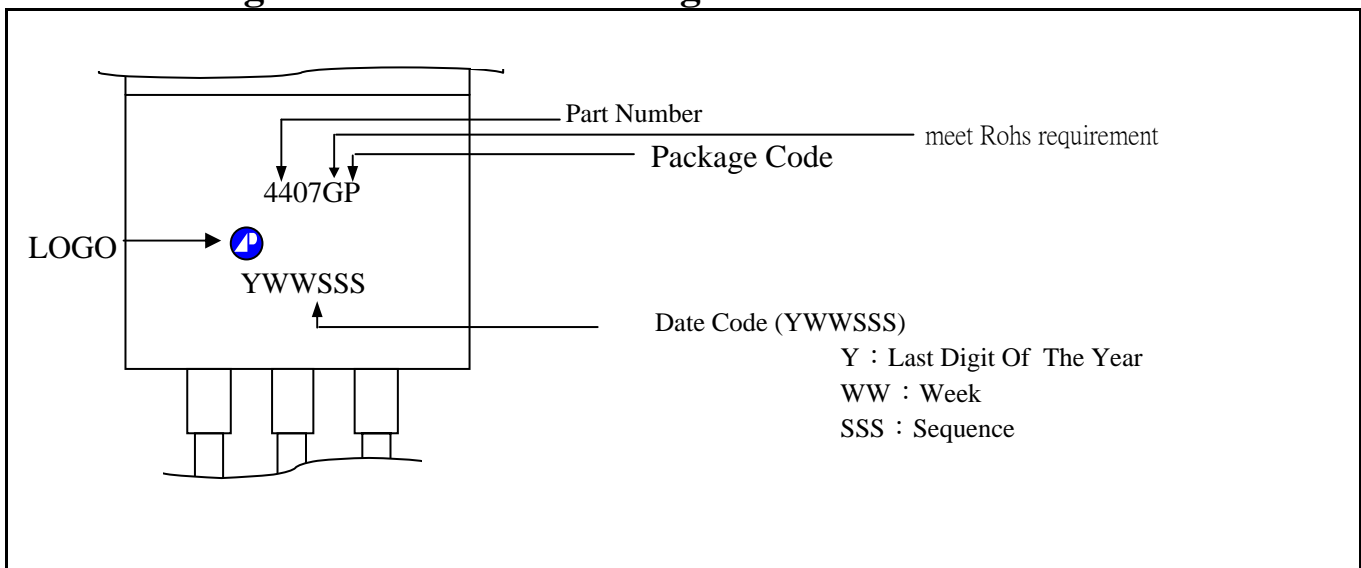 Part Number
meet Rohs requirement
Package Code
4407GP
LOGO
YWWSSS
Date Code (YWWSSS)
Y：Last Digit Of The Year
WW：Week
SSS：Sequence